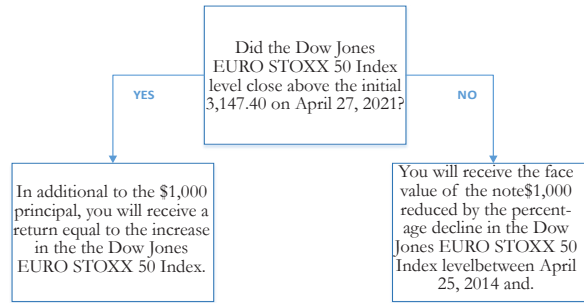 Did the Dow Jones
EURO STOXX 50 Index
level close above the initial
3,147.40 on April 27, 2021?
YES
NO
In additional to the $1,000
principal, you will receive a
return equal to the increase
in the the Dow Jones
EURO STOXX 50 Index.
You will receive the face
value of the note$1,000
reduced by the percent-
age decline in the Dow
Jones EURO STOXX 50
Index levelbetween April
25, 2014 and.